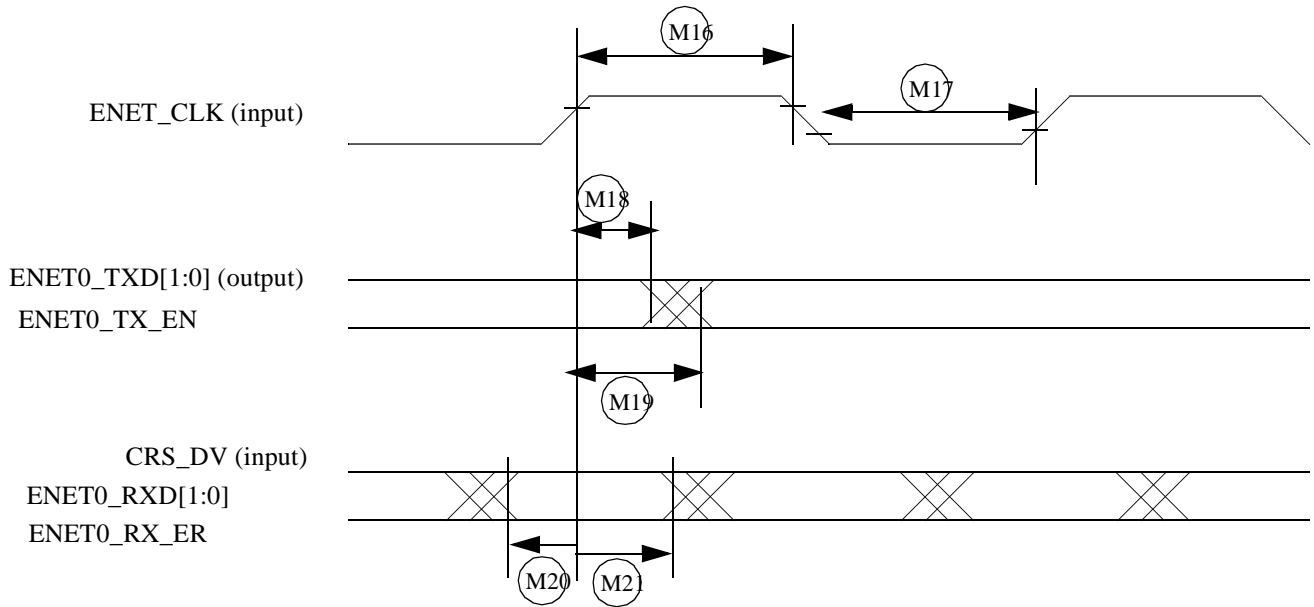 M16
M17
ENET_CLK (input)
M18
ENET0_TXD[1:0] (output)
ENET0_TX_EN
M19
CRS_DV (input)
ENET0_RXD[1:0]
ENET0_RX_ER
M20
M21